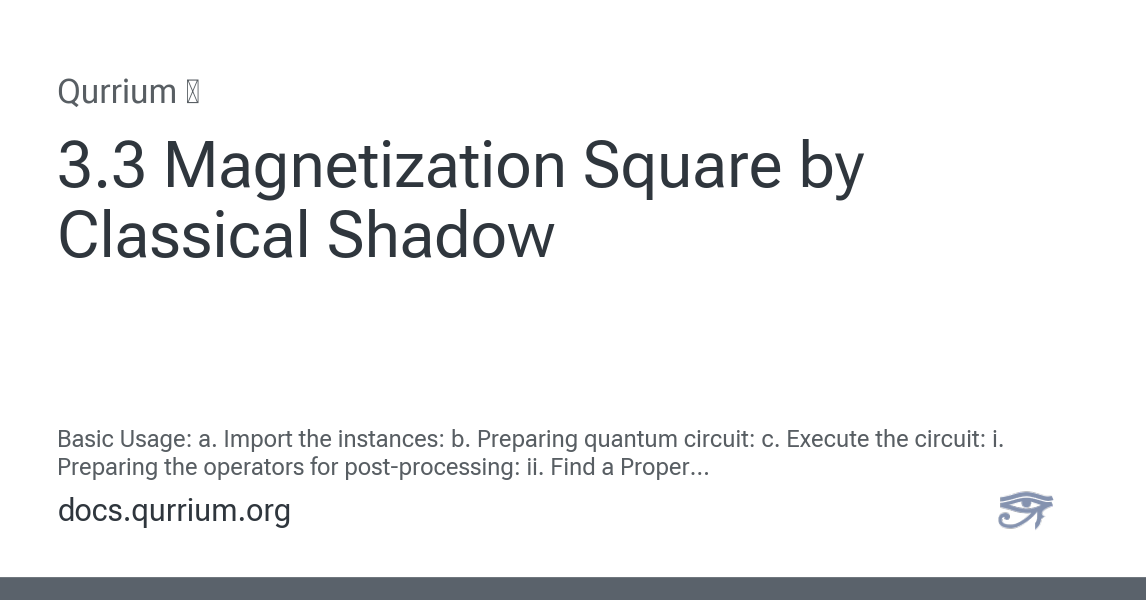 Qurrium
3.3 Magnetization Square by
Classical Shadow
Basic Usage: a. Import the instances: b. Preparing quantum circuit: c. Execute the circuit: i.
Preparing the operators for post-processing: ii. Find a Proper...
docs.qurrium.org